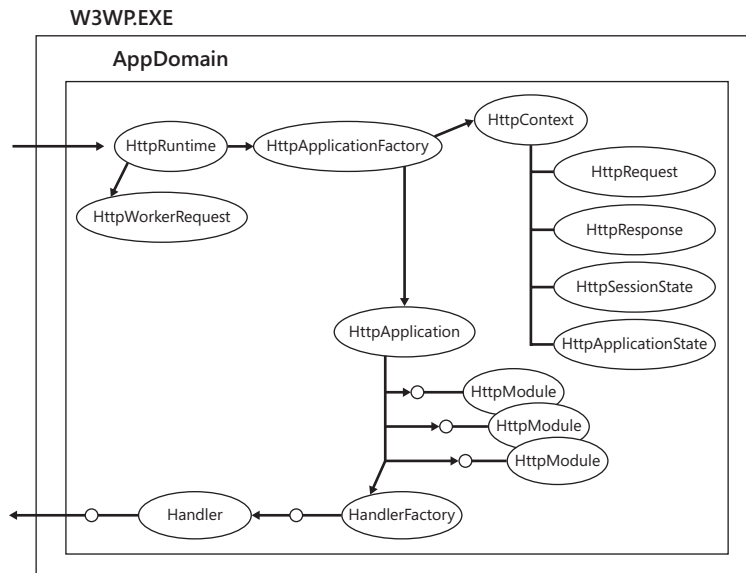 W3WP.EXE
AppDomain
HttpRuntime
HttpApplicationFactory
HttpContext
HttpRequest
HttpWorkerRequest
HttpResponse
HttpSessionState
HttpApplication
HttpApplicationState
HttpModule
HttpModule
HttpModule
Handler
HandlerFactory